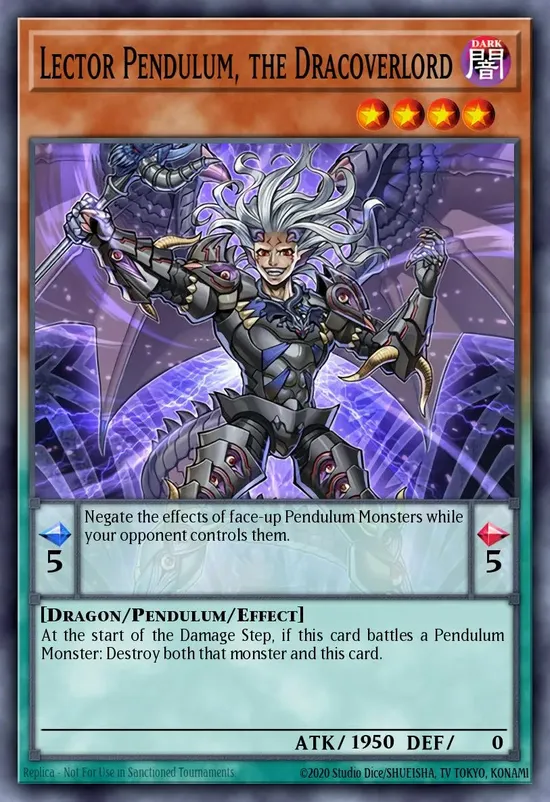 LECTOR PENDULUM, THE DRACOVERLORD
DARK
闇
Negate the effects of face-up Pendulum Monsters while
your opponent controls them.
5
5
[DRAGON/PENDULUM/EFFECT]
At the start of the Damage Step, if this card battles a Pendulum
Monster: Destroy both that monster and this card.
ATK/ 1950 DEF/ 0
Replica - Not For Use in Sanctioned Tournaments
©2020 Studio Dice/SHUEISHA, TV TOKYO, KONAMI